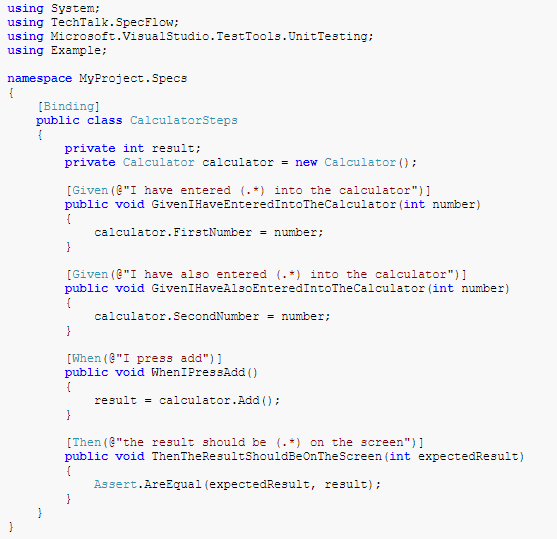 using System;
using TechTalk.SpecFlow;
using Microsoft.VisualStudio.TestTools.UnitTesting;
using Example;

namespace MyProject.Specs
{
    [Binding]
    public class CalculatorSteps
    {
        private int result;
        private Calculator calculator = new Calculator();

        [Given(@"I have entered (.*) into the calculator")]
        public void GivenIHaveEnteredIntoTheCalculator(int number)
        {
            calculator.FirstNumber = number;
        }

        [Given(@"I have also entered (.*) into the calculator")]
        public void GivenIHaveAlsoEnteredIntoTheCalculator(int number)
        {
            calculator.SecondNumber = number;
        }

        [When(@"I press add")]
        public void WhenIPressAdd()
        {
            result = calculator.Add();
        }

        [Then(@"the result should be (.*) on the screen")]
        public void ThenTheResultShouldBeOnTheScreen(int expectedResult)
        {
            Assert.AreEqual(expectedResult, result);
        }
    }
}